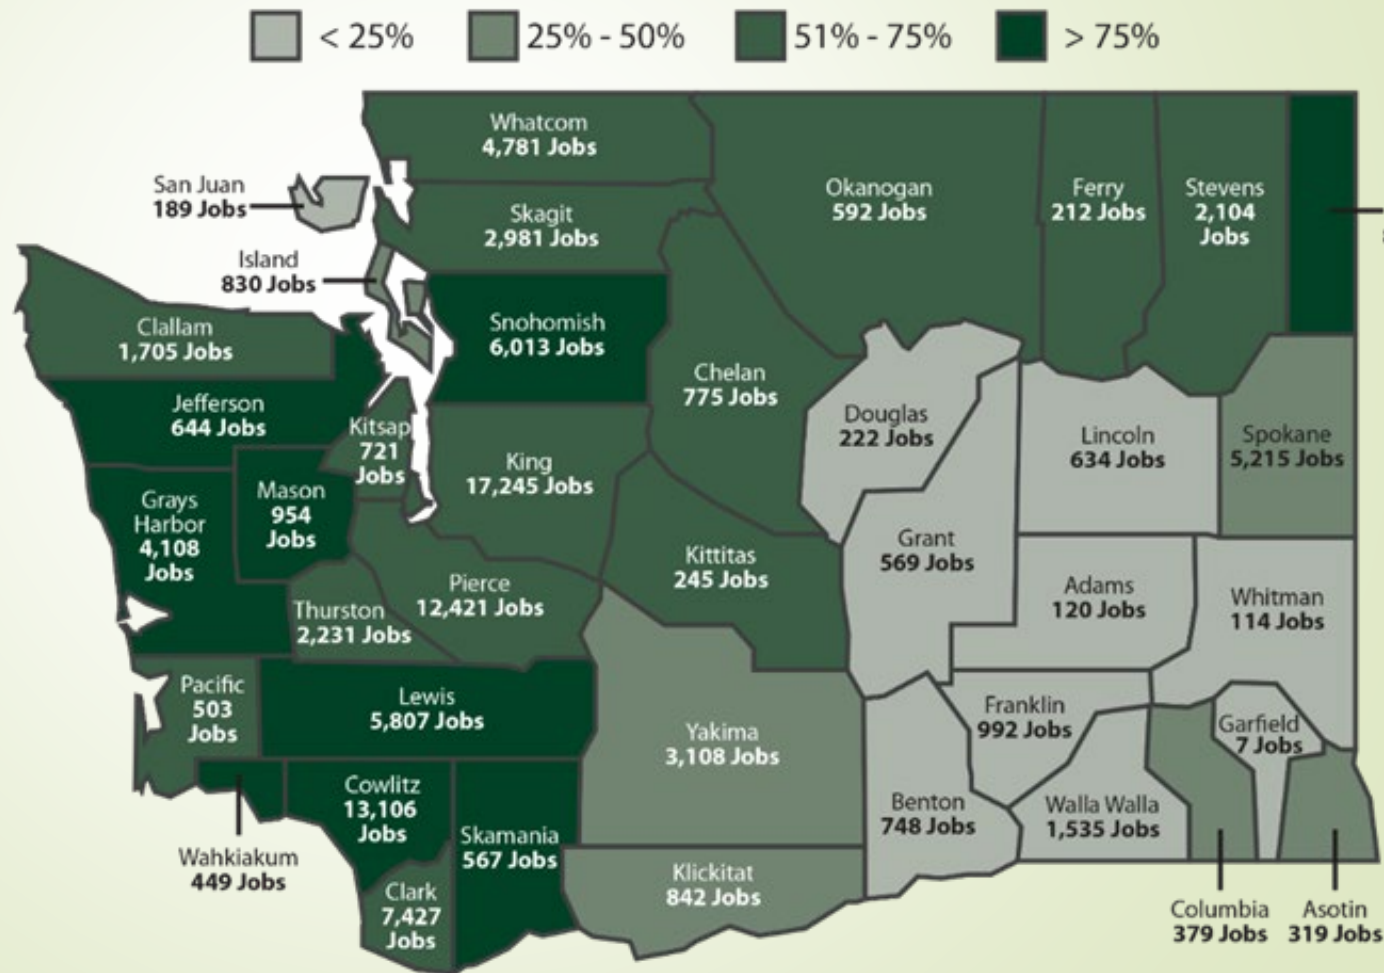 < 25%
25% - 50%
51% - 75%
> 75%
Whatcom
4,781 Jobs
San Juan
189 Jobs
Skagit
2,981 Jobs
Okanogan
592 Jobs
Ferry
212 Jobs
Stevens
2,104
Jobs
Island
830 Jobs
Clallam
1,705 Jobs
Snohomish
6,013 Jobs
Chelan
775 Jobs
Jefferson
644 Jobs
Kitsap
721
Jobs
King
17,245 Jobs
Douglas
222 Jobs
Lincoln
634 Jobs
Spokane
5,215 Jobs
Grays
Harbor
4,108
Jobs
Mason
954
Jobs
Kittitas
245 Jobs
Grant
569 Jobs
Adams
120 Jobs
Whitman
114 Jobs
Thurston
2,231 Jobs
Pierce
12,421 Jobs
Pacific
503
Jobs
Lewis
5,807 Jobs
Yakima
3,108 Jobs
Franklin
992 Jobs
Garfield
7 Jobs
Benton
748 Jobs
Walla Walla
1,535 Jobs
Wahkiakum
449 Jobs
Cowlitz
13,106
Jobs
Skamania
567 Jobs
Clark
7,427
Jobs
Klickitat
842 Jobs
Columbia
379 Jobs
Asotin
319 Jobs